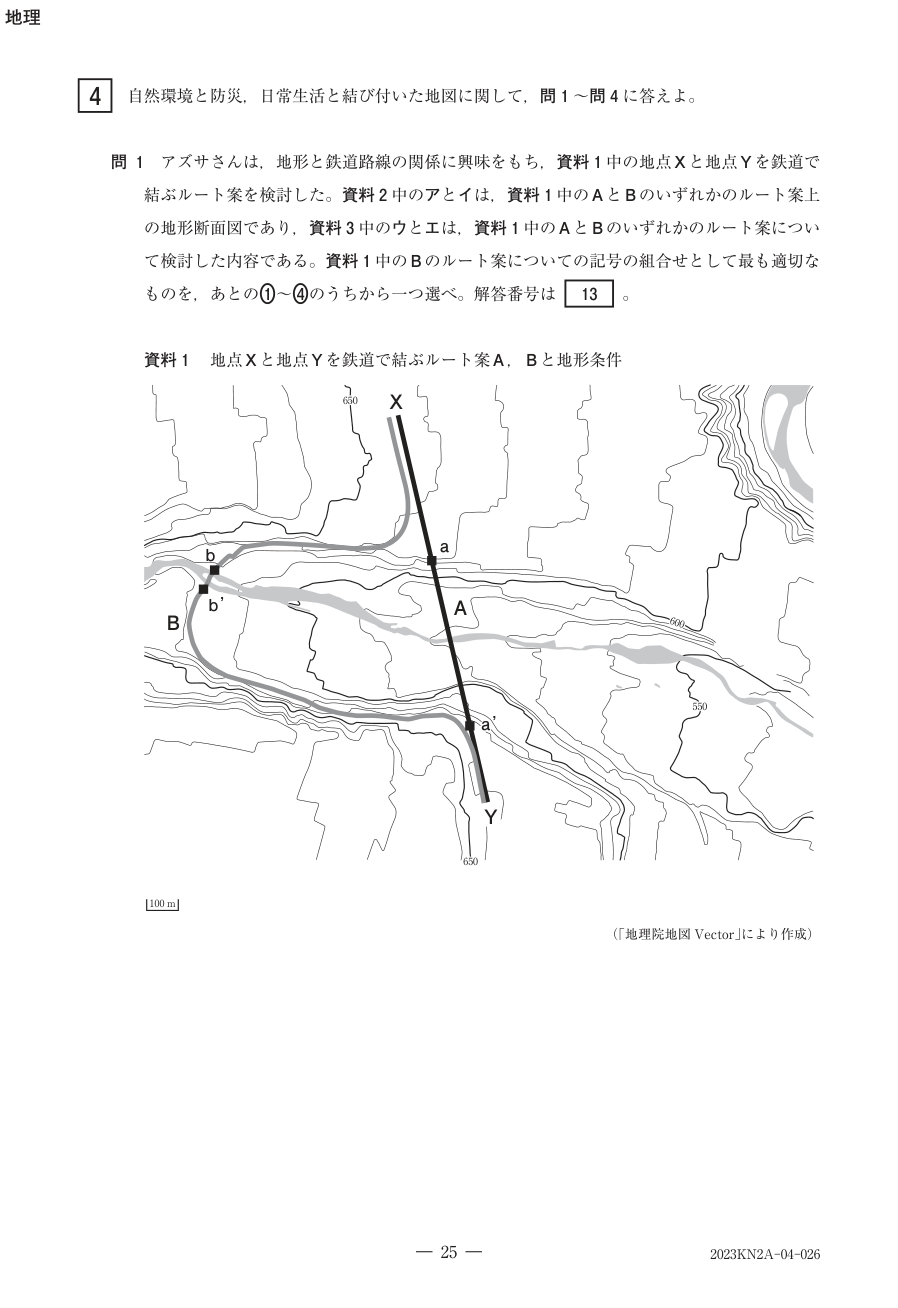 地理
4 自然環境と防災，日常生活と結び付いた地図に関して，問1～問4に答えよ。
問 1 アズサさんは，地形と鉄道路線の関係に興味をもち，資料1中の地点Xと地点Yを鉄道で
結ぶルート案を検討した。資料2中のアとイは，資料1中のAとBのいずれかのルート案上
の地形断面図であり，資料3中のウとエは，資料1中のAとBのいずれかのルート案につい
て検討した内容である。資料1中のBのルート案についての記号の組合せとして最も適切な
ものを，あとの①～④のうちから一つ選べ。解答番号は 13 。
資料1 地点Xと地点Yを鉄道で結ぶルート案A，Bと地形条件
650
X
a
b
b’
A
B
600
550
a’
Y
650
100 m
（「地理院地図 Vector」により作成）
― 25 ―
2023KN2A-04-026